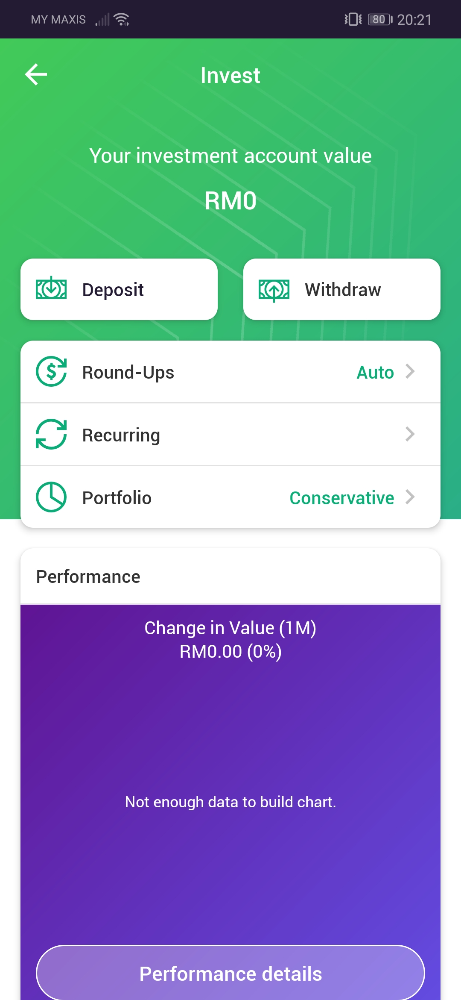 MY MAXIS 80 20:21
Invest
Your investment account value
RM0
Deposit
Withdraw
Round-Ups Auto
Recurring
Portfolio Conservative
Performance
Change in Value (1M)
RM0.00 (0%)
Not enough data to build chart.
Performance details